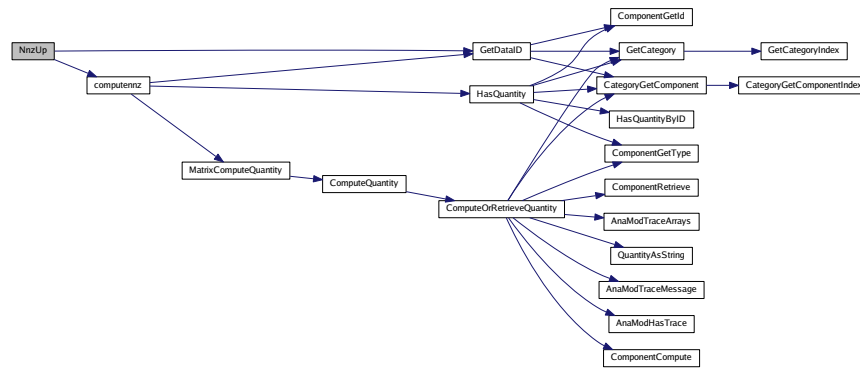 ComponentGetId
NnzUp
GetDataID
GetCategory
GetCategoryIndex
computennz
HasQuantity
CategoryGetComponent
CategoryGetComponentIndex
HasQuantityByID
ComponentGetType
MatrixComputeQuantity
ComputeQuantity
ComponentRetrieve
ComputeOrRetrieveQuantity
AnaModTraceArrays
QuantityAsString
AnaModTraceMessage
AnaModHasTrace
ComponentCompute